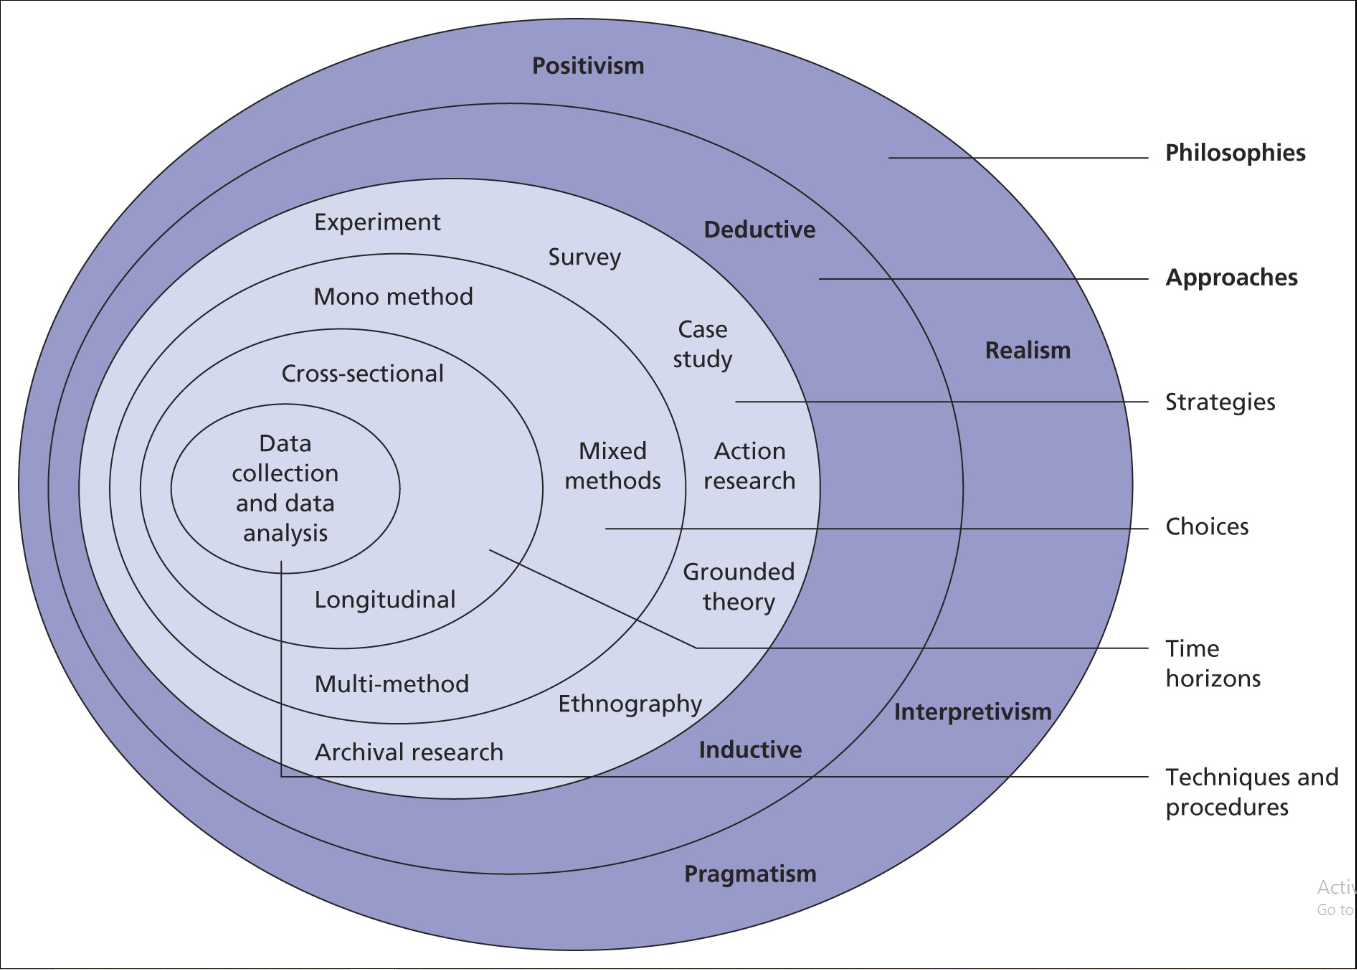 Positivism
Philosophies
Experiment
Deductive
Survey
Approaches
Mono method
Case
study
Realism
Cross-sectional
Strategies
Data
collection
and data
analysis
Mixed
methods
Action
research
Choices
Grounded
theory
Longitudinal
Time
horizons
Multi-method
Ethnography
Interpretivism
Archival research
Inductive
Techniques and
procedures
Pragmatism
Go to